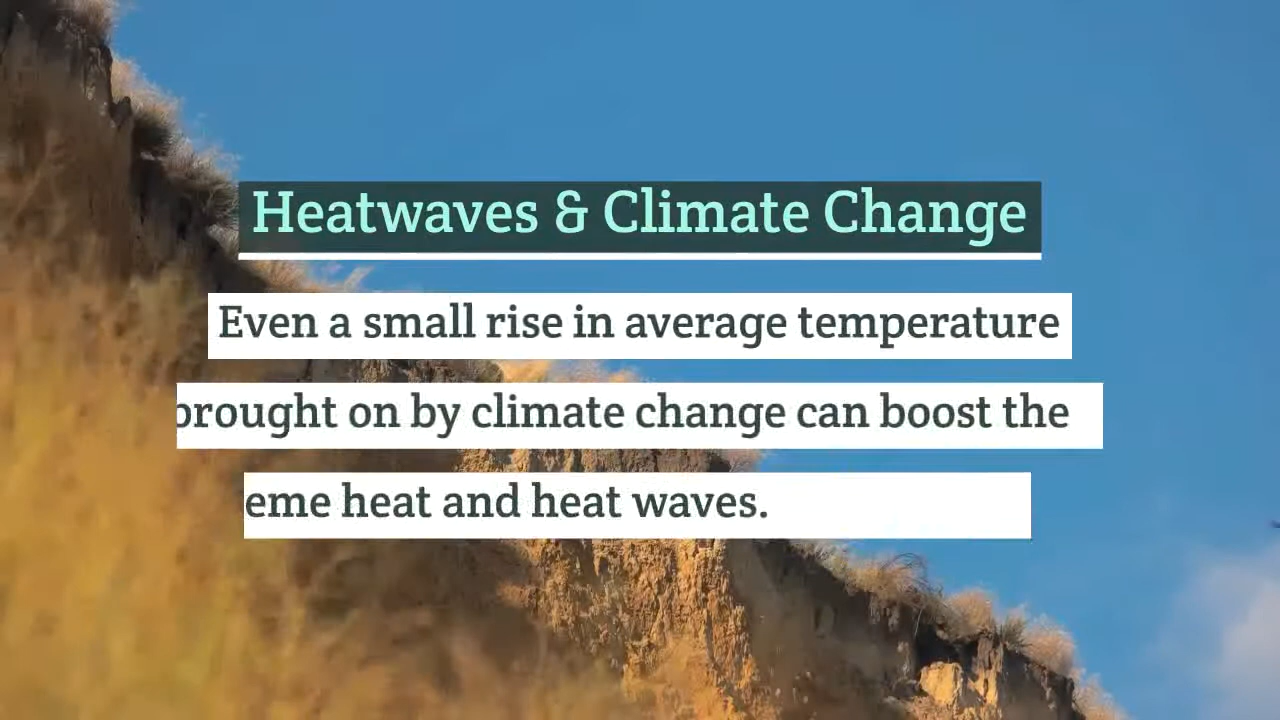 Heatwaves & Climate Change
Even a small rise in average temperature
brought on by climate change can boost the
eme heat and heat waves.